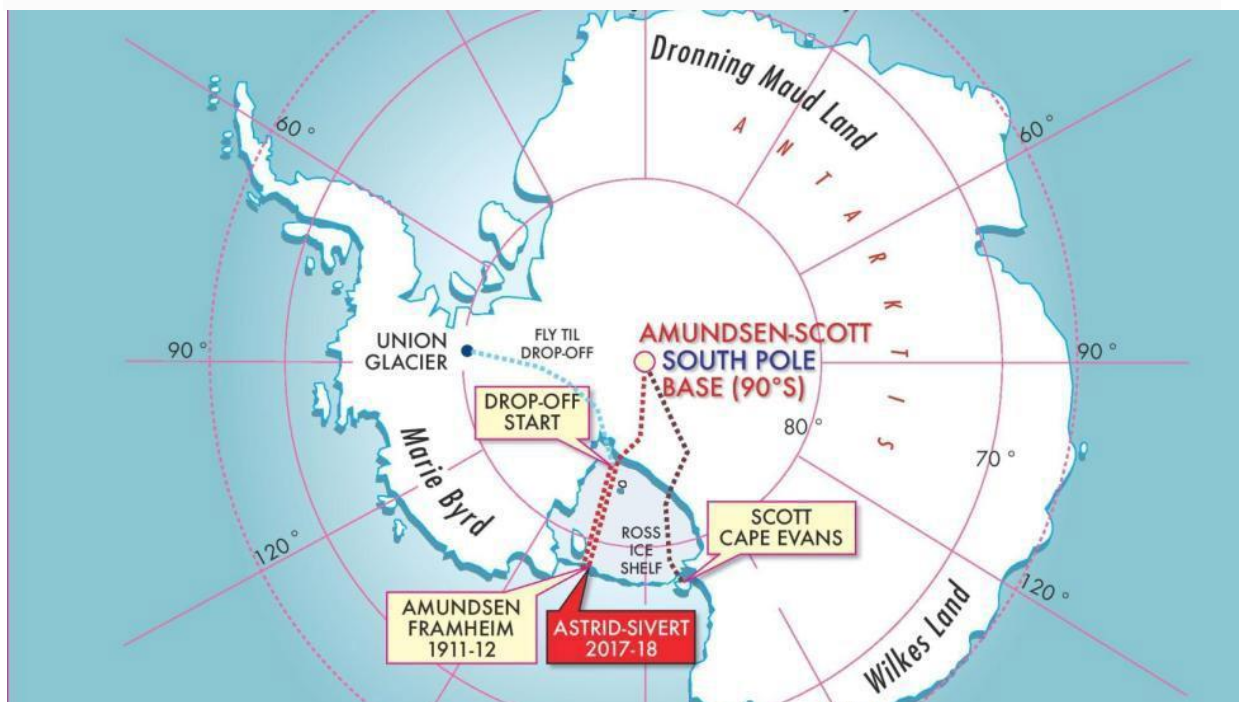 Dronning Maud Land
ANTARKTIS
60 °
60 °
UNION
GLACIER
FLY TIL
DROP-OFF
AMUNDSEN-SCOTT
SOUTH POLE
BASE (90°S)
90 °
90 °
DROP-OFF
START
80 °
70 °
Marie Byrd
ROSS
ICE
SHELF
SCOTT
CAPE EVANS
120 °
120 °
AMUNDSEN
FRAMHEIM
1911-12
ASTRID-SIVERT
2017-18
Wilkes Land